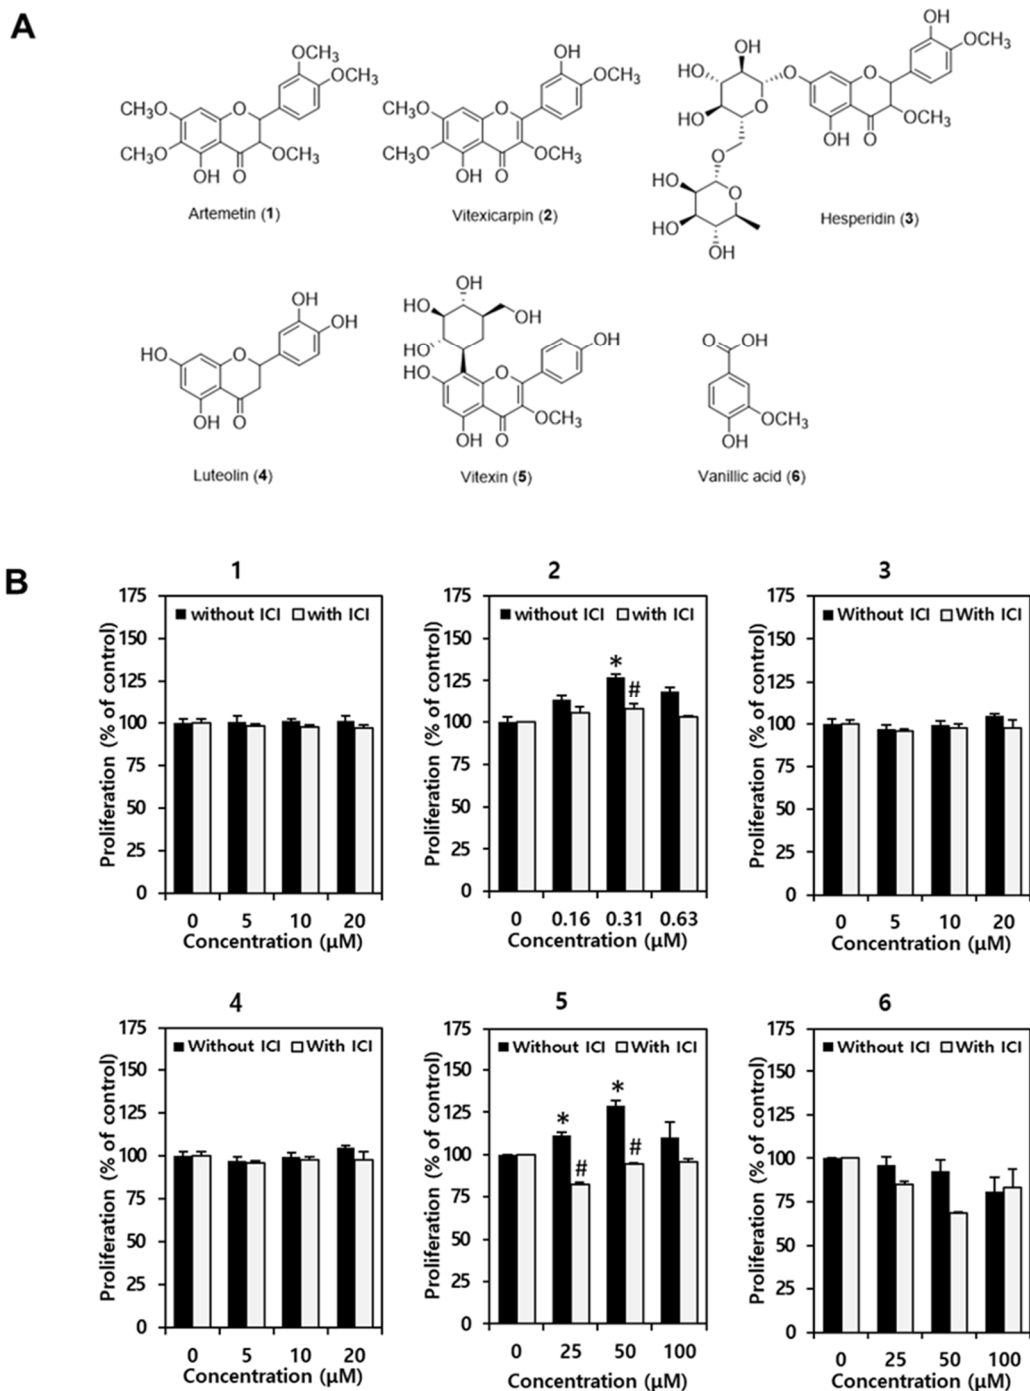 A
OCH₃
OCH₃
CH₃O
CH₃O
OCH₃
OH
O
O
Artemetin (1)
OH
OCH₃
CH₃O
CH₃O
OCH₃
OH
O
O
Vitexicarpin (2)
OH
OCH₃
OH
HO
HO
OH
O
O
O
O
OCH₃
OH
O
O
HO
HO
OH
O
Hesperidin (3)
OH
OH
HO
O
OH
O
Luteolin (4)
OH
HO
OH
HO
OH
HO
O
OCH₃
OH
O
Vitexin (5)
O
OH
OCH₃
OH
Vanillic acid (6)
B
1
Proliferation (% of control)
175
150
125
100
75
50
25
0
without ICI with ICI
0 5 10 20
Concentration (µM)
2
Proliferation (% of control)
175
150
125
100
75
50
25
0
without ICI with ICI
*
#
0 0.16 0.31 0.63
Concentration (µM)
3
Proliferation (% of control)
175
150
125
100
75
50
25
0
Without ICI With ICI
0 5 10 20
Concentration (µM)
4
Proliferation (% of control)
175
150
125
100
75
50
25
0
Without ICI With ICI
0 5 10 20
Concentration (µM)
5
Proliferation (% of control)
175
150
125
100
75
50
25
0
Without ICI With ICI
* *
# #
0 25 50 100
Concentration (µM)
6
Proliferation (% of control)
175
150
125
100
75
50
25
0
Without ICI With ICI
0 25 50 100
Concentration (µM)